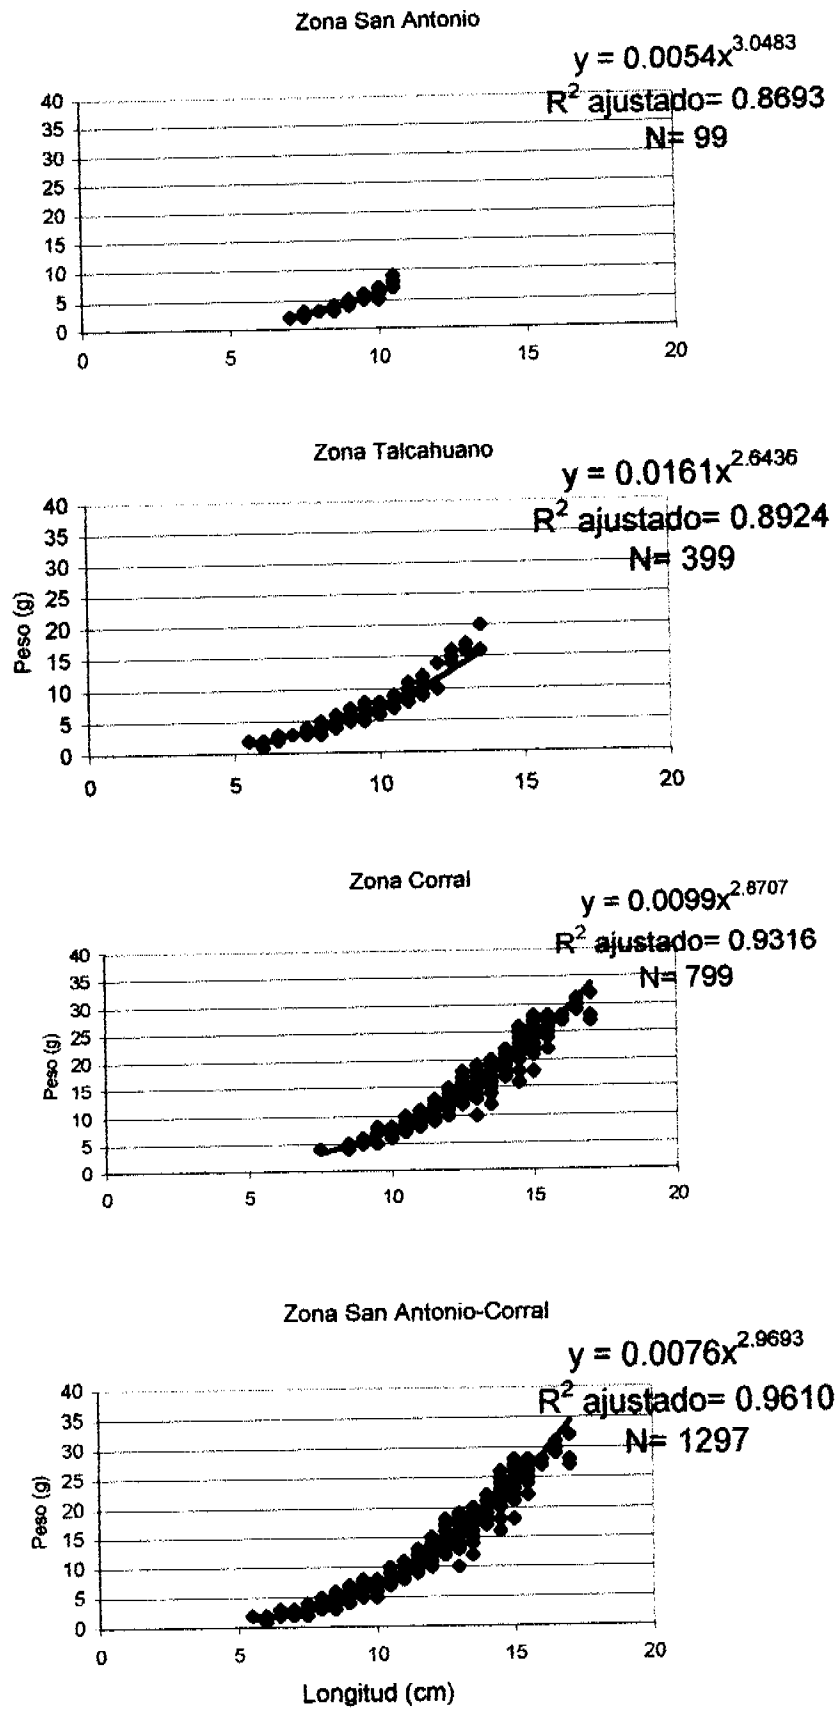 Zona San Antonio
y = 0.0054x^3.0483
R^2 ajustado= 0.8693
N= 99
40
35
30
25
20
15
10
5
0
0 5 10 15 20
Zona Talcahuano
y = 0.0161x^2.6436
R^2 ajustado= 0.8924
N= 399
Peso (g)
40
35
30
25
20
15
10
5
0
0 5 10 15 20
Zona Corral
y = 0.0099x^2.8707
R^2 ajustado= 0.9316
N= 799
Peso (g)
40
35
30
25
20
15
10
5
0
0 5 10 15 20
Zona San Antonio-Corral
y = 0.0076x^2.9693
R^2 ajustado= 0.9610
N= 1297
Peso (g)
40
35
30
25
20
15
10
5
0
0 5 10 15 20
Longitud (cm)